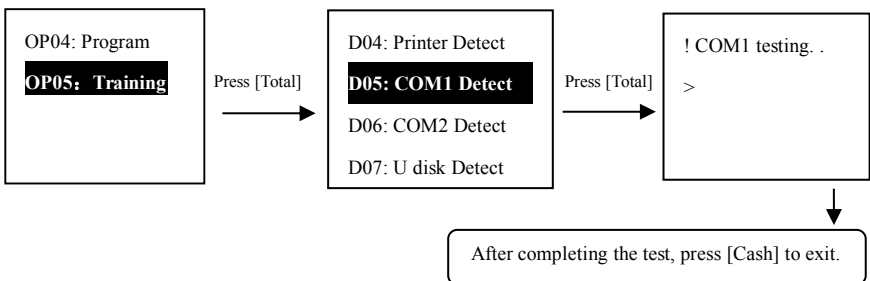 OP04: Program
OP05：Training
Press [Total]
D04: Printer Detect
D05: COM1 Detect
D06: COM2 Detect
D07: U disk Detect
Press [Total]
! COM1 testing. .
>
After completing the test, press [Cash] to exit.